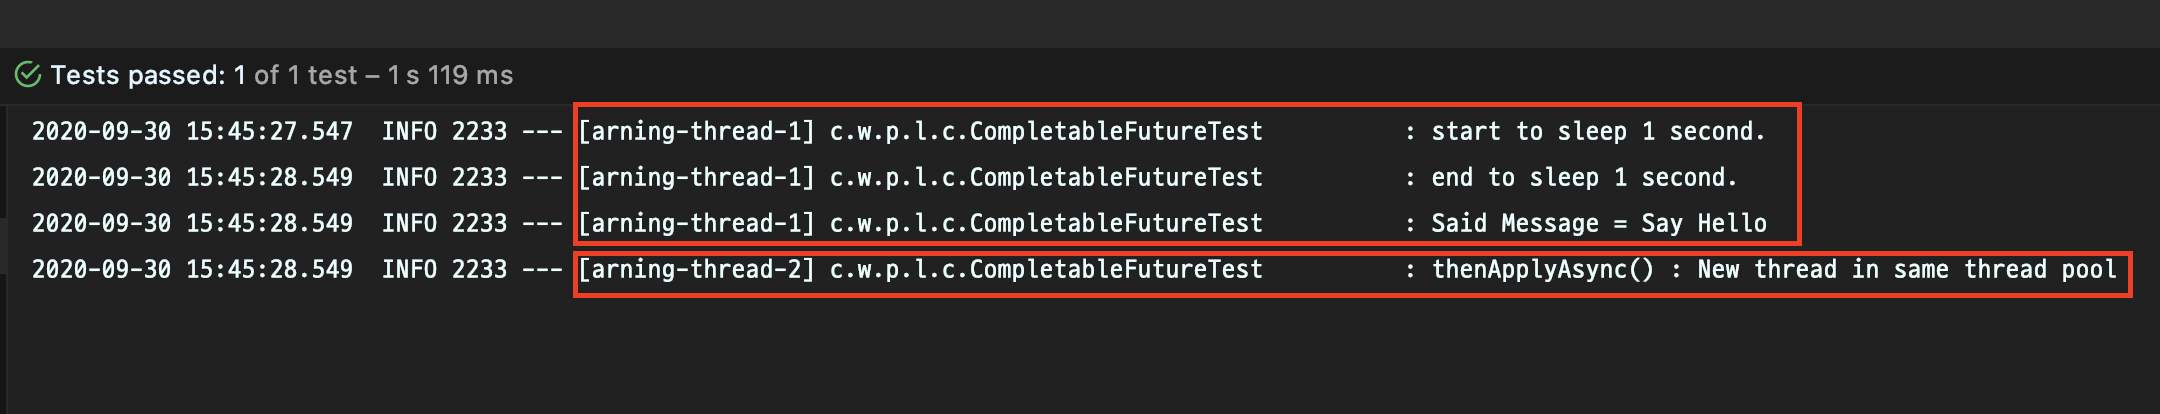 Tests passed: 1 of 1 test – 1 s 119 ms
2020-09-30 15:45:27.547  INFO 2233 --- [arning-thread-1] c.w.p.l.c.CompletableFutureTest          : start to sleep 1 second.
2020-09-30 15:45:28.549  INFO 2233 --- [arning-thread-1] c.w.p.l.c.CompletableFutureTest          : end to sleep 1 second.
2020-09-30 15:45:28.549  INFO 2233 --- [arning-thread-1] c.w.p.l.c.CompletableFutureTest          : Said Message = Say Hello
2020-09-30 15:45:28.549  INFO 2233 --- [arning-thread-2] c.w.p.l.c.CompletableFutureTest          : thenApplyAsync() : New thread in same thread pool